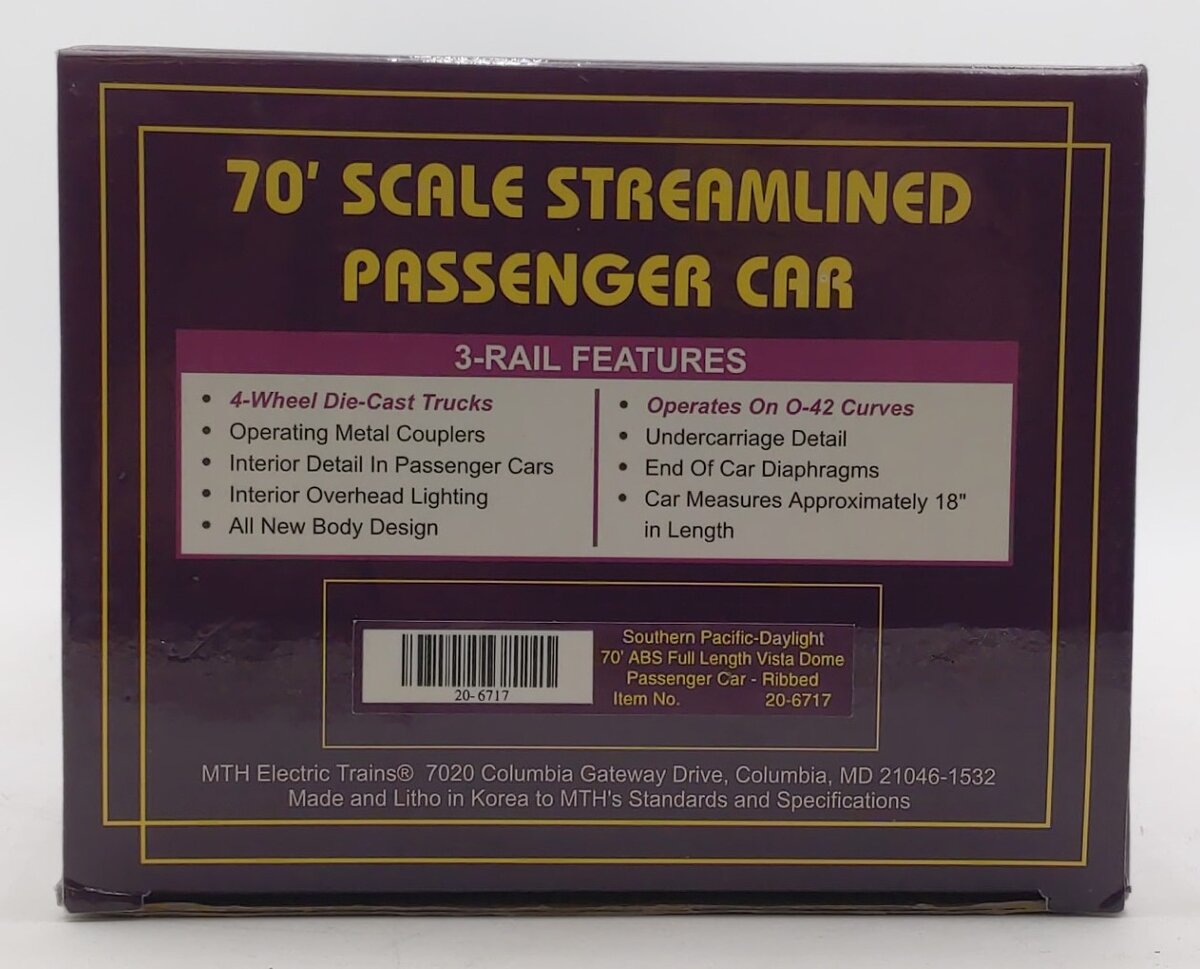 70' SCALE STREAMLINED
PASSENGER CAR
3-RAIL FEATURES
• 4-Wheel Die-Cast Trucks
• Operating Metal Couplers
• Interior Detail In Passenger Cars
• Interior Overhead Lighting
• All New Body Design
• Operates On O-42 Curves
• Undercarriage Detail
• End Of Car Diaphragms
• Car Measures Approximately 18"
in Length
20-6717
Southern Pacific-Daylight
70' ABS Full Length Vista Dome
Passenger Car - Ribbed
Item No. 20-6717
MTH Electric Trains® 7020 Columbia Gateway Drive, Columbia, MD 21046-1532
Made and Litho in Korea to MTH's Standards and Specifications